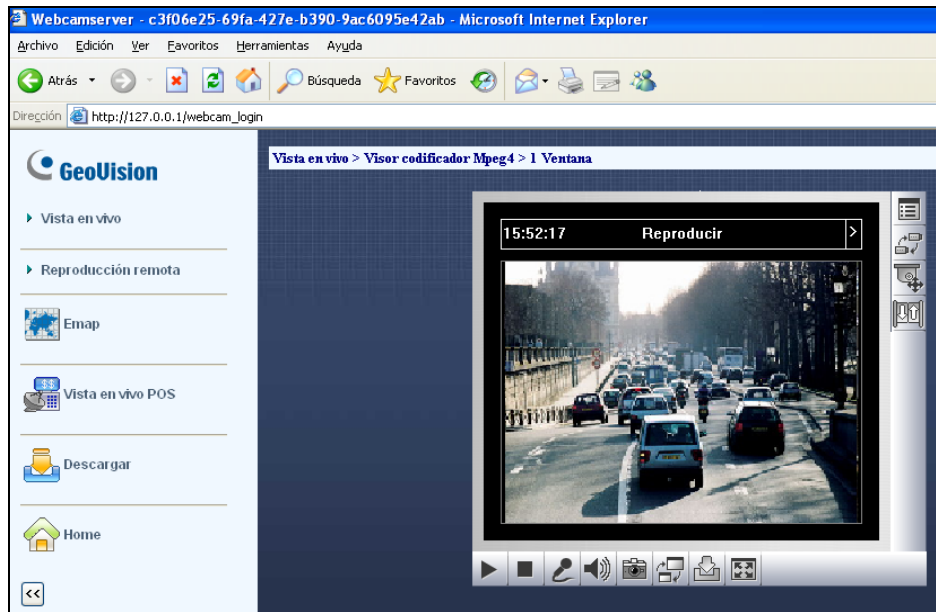 Webcamserver - c3f06e25-69fa-427e-b390-9ac6095e42ab - Microsoft Internet Explorer
Archivo Edición Ver Favoritos Herramientas Ayuda
Atrás Búsqueda Favoritos
Dirección http://127.0.0.1/webcam_login
GeoVision
Vista en vivo > Visor codificador Mpeg4 > 1 Ventana
Vista en vivo
15:52:17 Reproducir >
Reproducción remota
Emap
Vista en vivo POS
Descargar
Home
<<